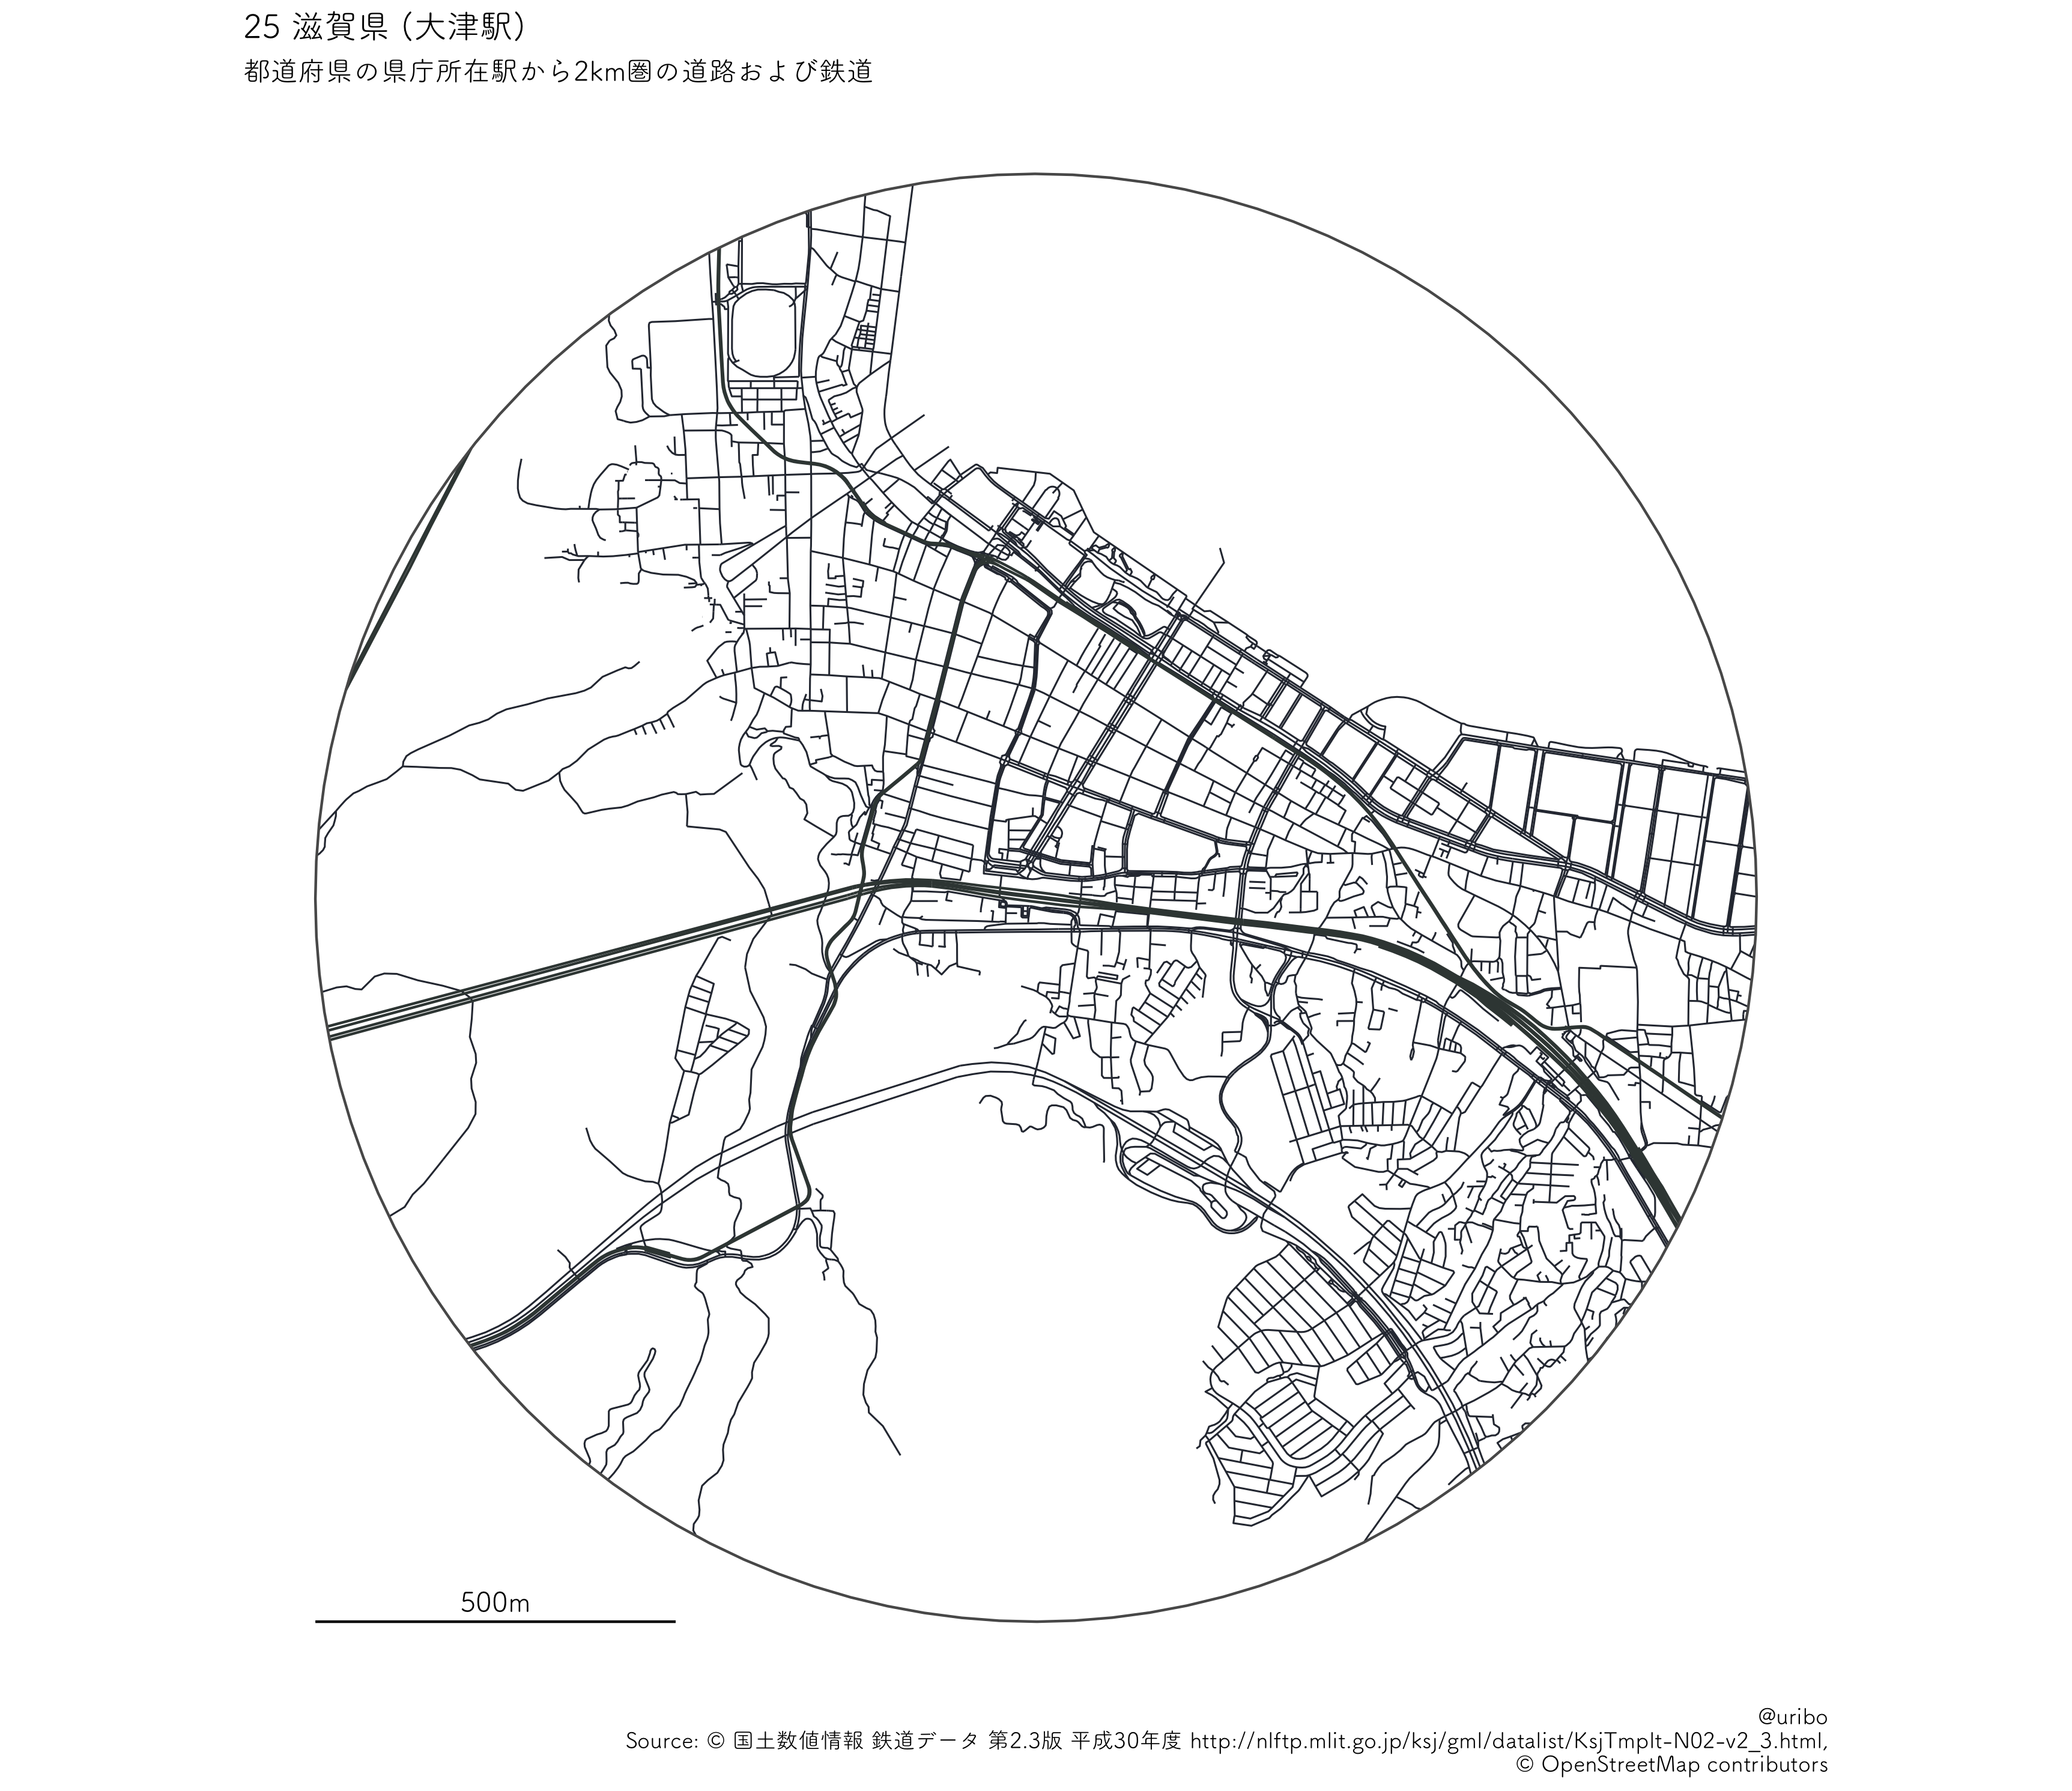 25 滋賀県 (大津駅)
都道府県の県庁所在駅から2km圏の道路および鉄道
500m
@uribo
Source: © 国土数値情報 鉄道データ 第2.3版 平成30年度 http://nlftp.mlit.go.jp/ksj/gml/datalist/KsjTmplt-N02-v2_3.html,
© OpenStreetMap contributors